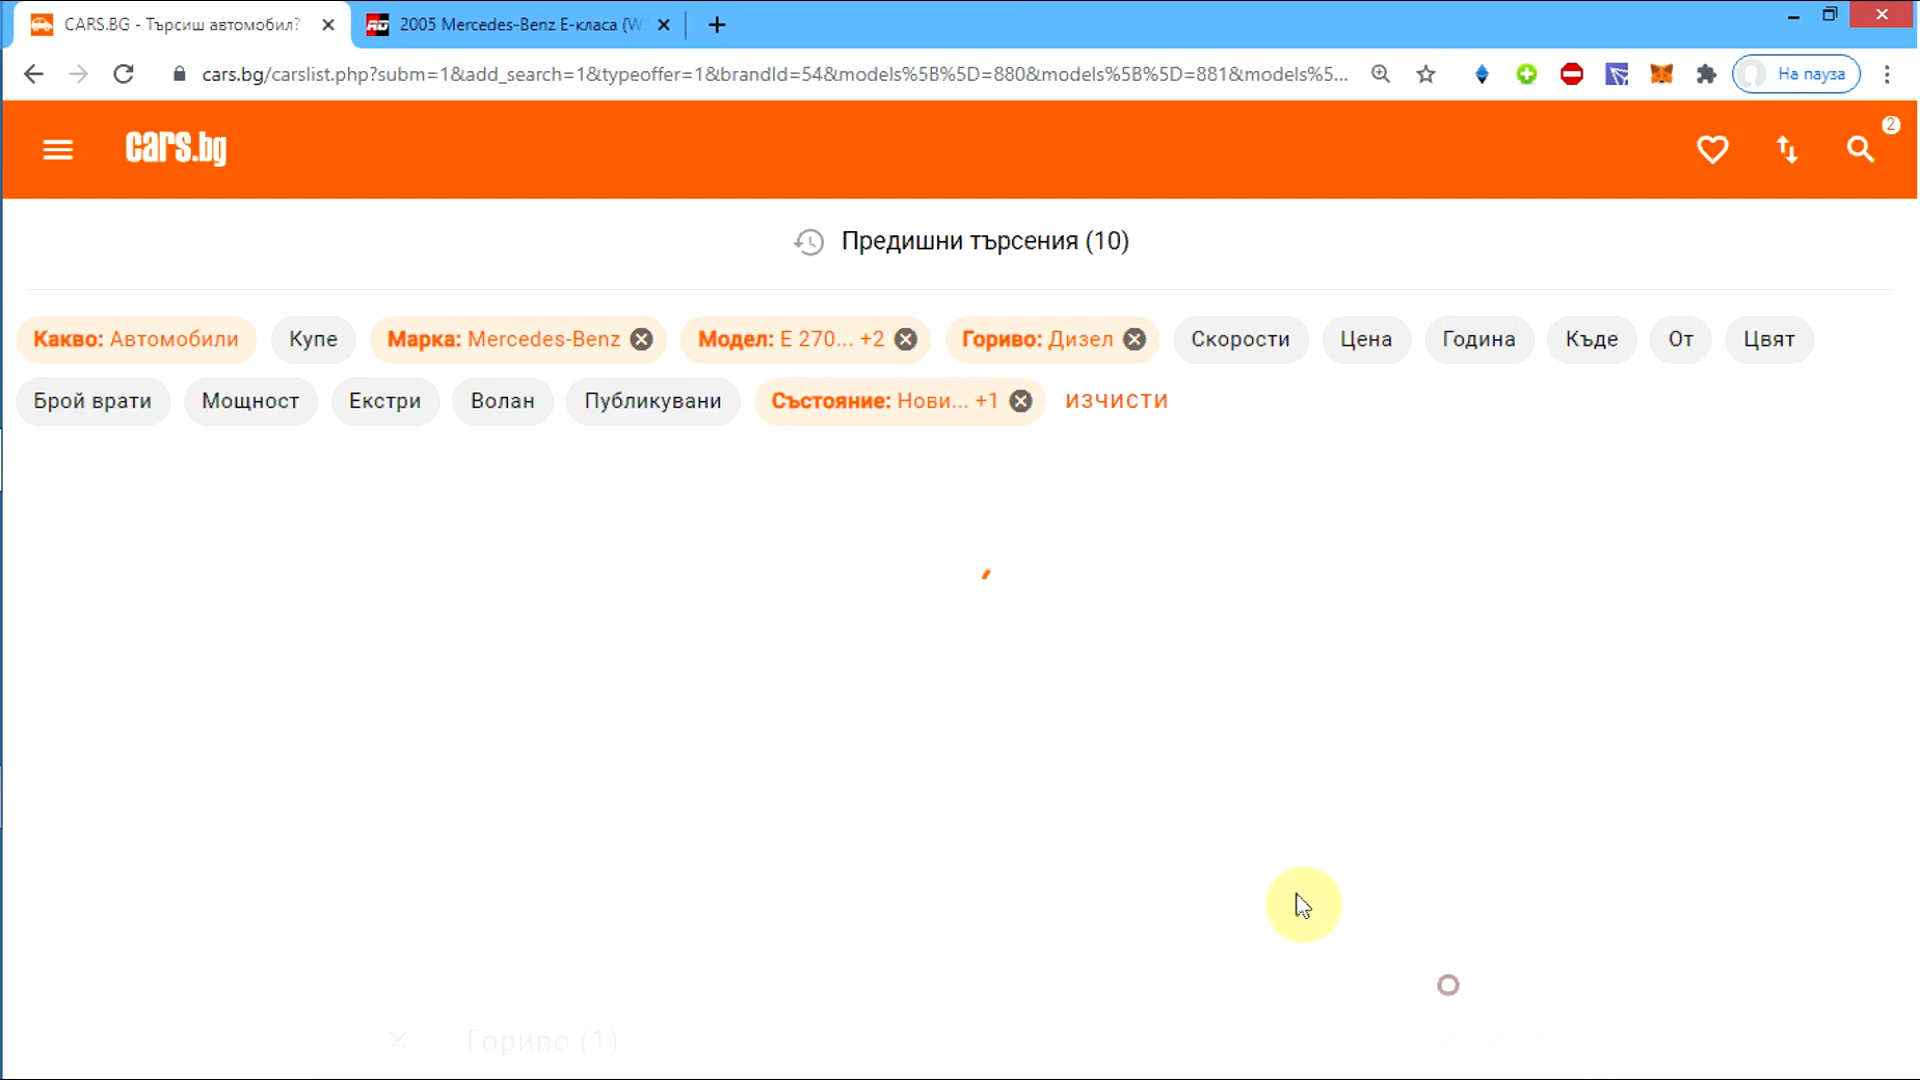 CARS.BG - Търсиш автомобил?
2005 Mercedes-Benz E-класа (W
cars.bg/carslist.php?subm=1&add_search=1&typeoffer=1&brandId=54&models%5B%5D=880&models%5B%5D=881&models%5...
На пауза
cars.bg
2
Предишни търсения (10)
Какво: Автомобили
Купе
Марка: Mercedes-Benz
Модел: E 270... +2
Гориво: Дизел
Скорости
Цена
Година
Къде
От
Цвят
Брой врати
Мощност
Екстри
Волан
Публикувани
Състояние: Нови... +1
ИЗЧИСТИ
Гориво (1)